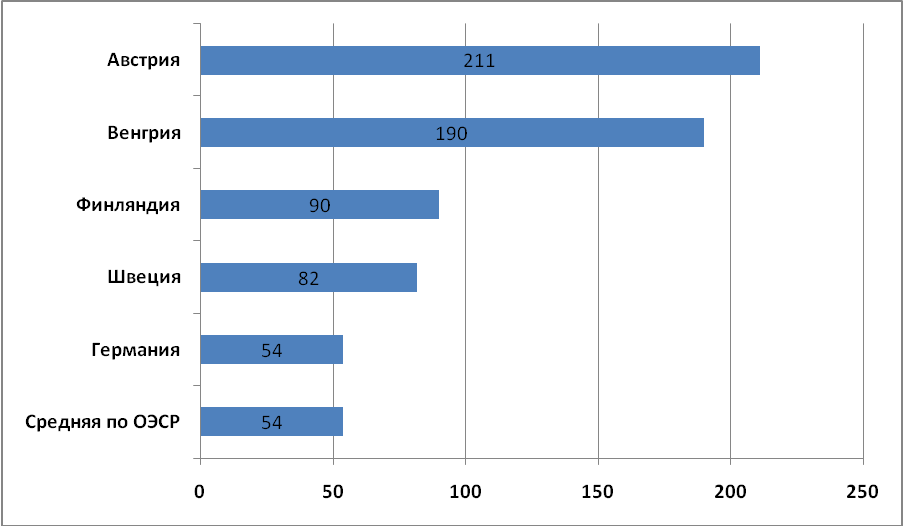 Австрия 211
Венгрия 190
Финляндия 90
Швеция 82
Германия 54
Средняя по ОЭСР 54
0 50 100 150 200 250